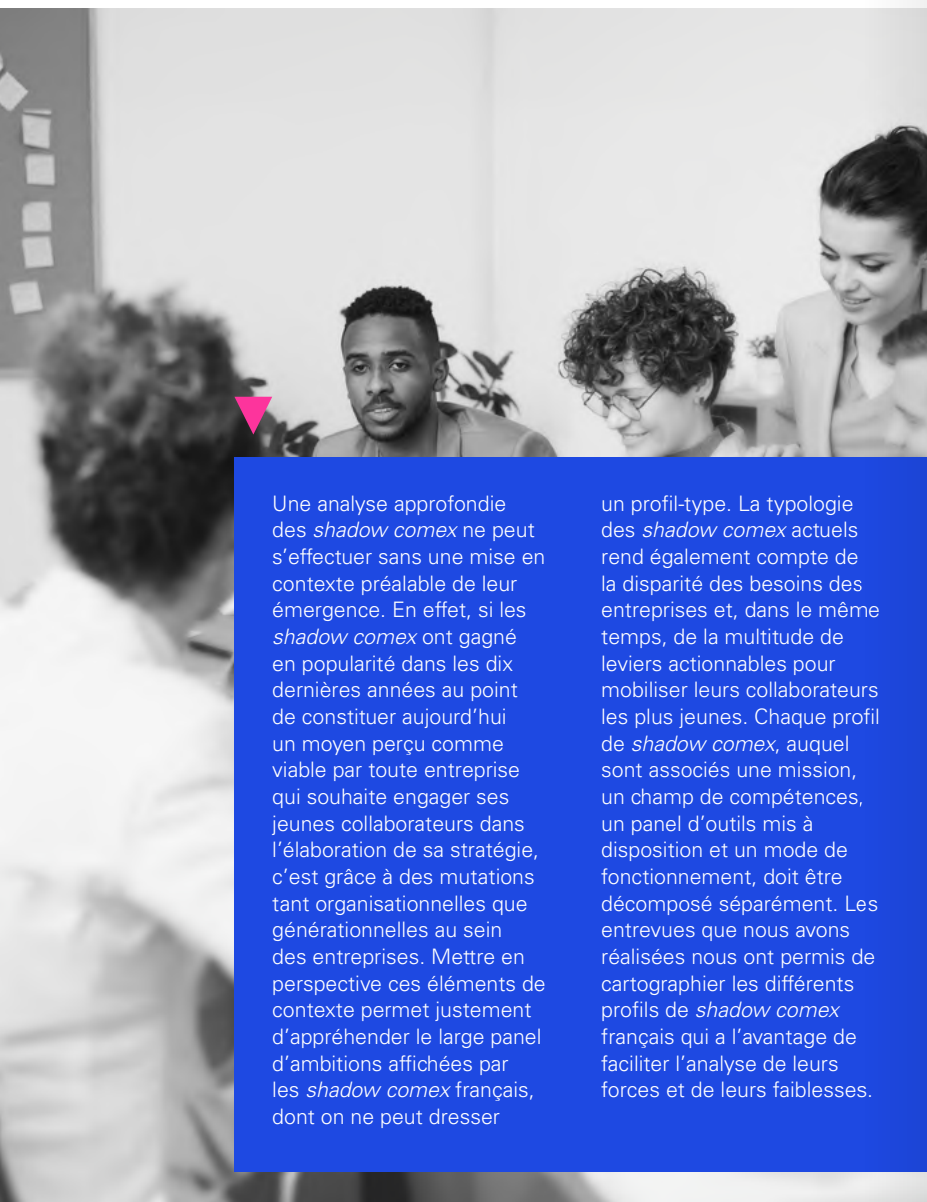 Une analyse approfondie
des shadow comex ne peut
s’effectuer sans une mise en
contexte préalable de leur
émergence. En effet, si les
shadow comex ont gagné
en popularité dans les dix
dernières années au point
de constituer aujourd’hui
un moyen perçu comme
viable par toute entreprise
qui souhaite engager ses
jeunes collaborateurs dans
l’élaboration de sa stratégie,
c’est grâce à des mutations
tant organisationnelles que
générationnelles au sein
des entreprises. Mettre en
perspective ces éléments de
contexte permet justement
d’appréhender le large panel
d’ambitions affichées par
les shadow comex français,
dont on ne peut dresser
un profil-type. La typologie
des shadow comex actuels
rend également compte de
la disparité des besoins des
entreprises et, dans le même
temps, de la multitude de
leviers actionnables pour
mobiliser leurs collaborateurs
les plus jeunes. Chaque profil
de shadow comex, auquel
sont associés une mission,
un champ de compétences,
un panel d’outils mis à
disposition et un mode de
fonctionnement, doit être
décomposé séparément. Les
entrevues que nous avons
réalisées nous ont permis de
cartographier les différents
profils de shadow comex
français qui a l’avantage de
faciliter l’analyse de leurs
forces et de leurs faiblesses.